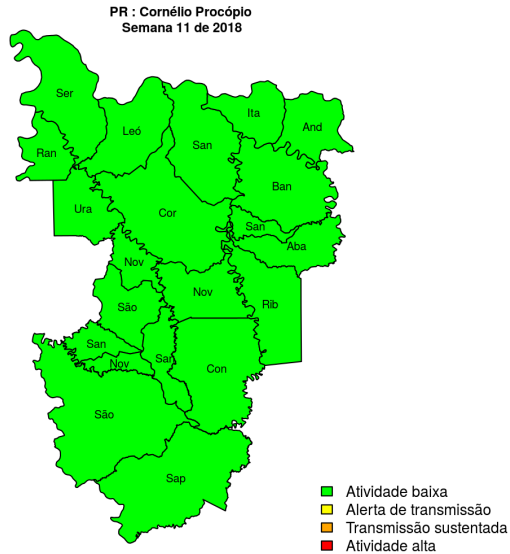 PR : Cornélio Procópio
Semana 11 de 2018
Ser
Leó
Ita
And
San
Ran
Ban
Ura
Cor
San
Aba
Nov
Nov
São
Rib
San
San
Nov
Con
São
Sap
Atividade baixa
Alerta de transmissão
Transmissão sustentada
Atividade alta